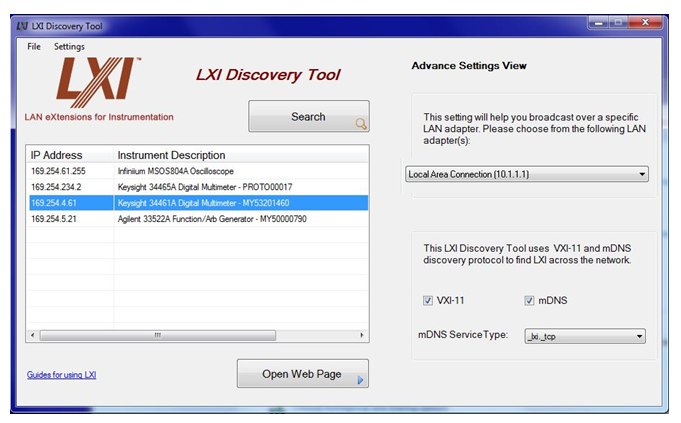 LXI LXI Discovery Tool
File Settings
LXI™
LXI Discovery Tool
LAN eXtensions for Instrumentation
Search
IP Address Instrument Description
169.254.61.255 Infiniium MSOS804A Oscilloscope
169.254.234.2 Keysight 34465A Digital Multimeter - PROTO00017
169.254.4.61 Keysight 34461A Digital Multimeter - MY53201460
169.254.5.21 Agilent 33522A Function/Arb Generator - MY50000790
Guides for using LXI
Open Web Page
Advance Settings View
This setting will help you broadcast over a specific
LAN adapter. Please choose from the following LAN
adapter(s):
Local Area Connection (10.1.1.1)
This LXI Discovery Tool uses VXI-11 and mDNS
discovery protocol to find LXI across the network.
VXI-11 mDNS
mDNS Service Type: _lxi._tcp